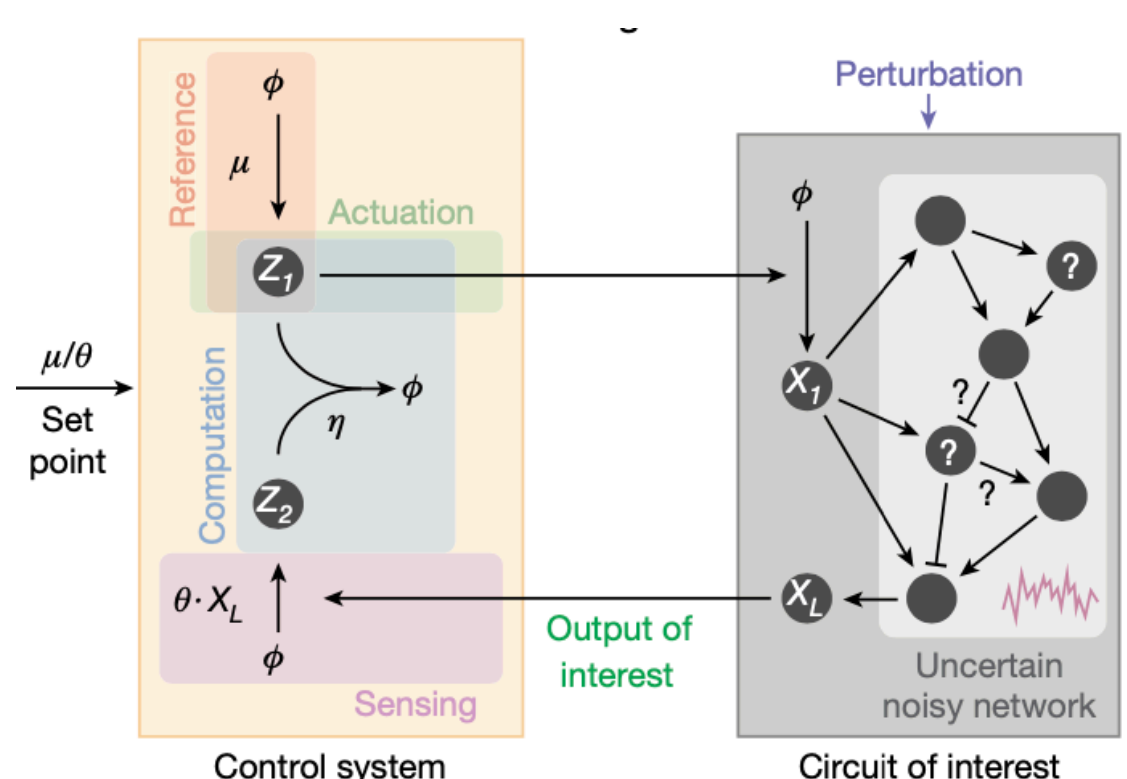 Reference
ϕ
μ
Actuation
Z1
μ/θ
Set
point
Computation
ϕ
η
Z2
θ· XL
ϕ
Sensing
Control system
Output of
interest
Perturbation
ϕ
?
X1
?
?
?
XL
Uncertain
noisy network
Circuit of interest